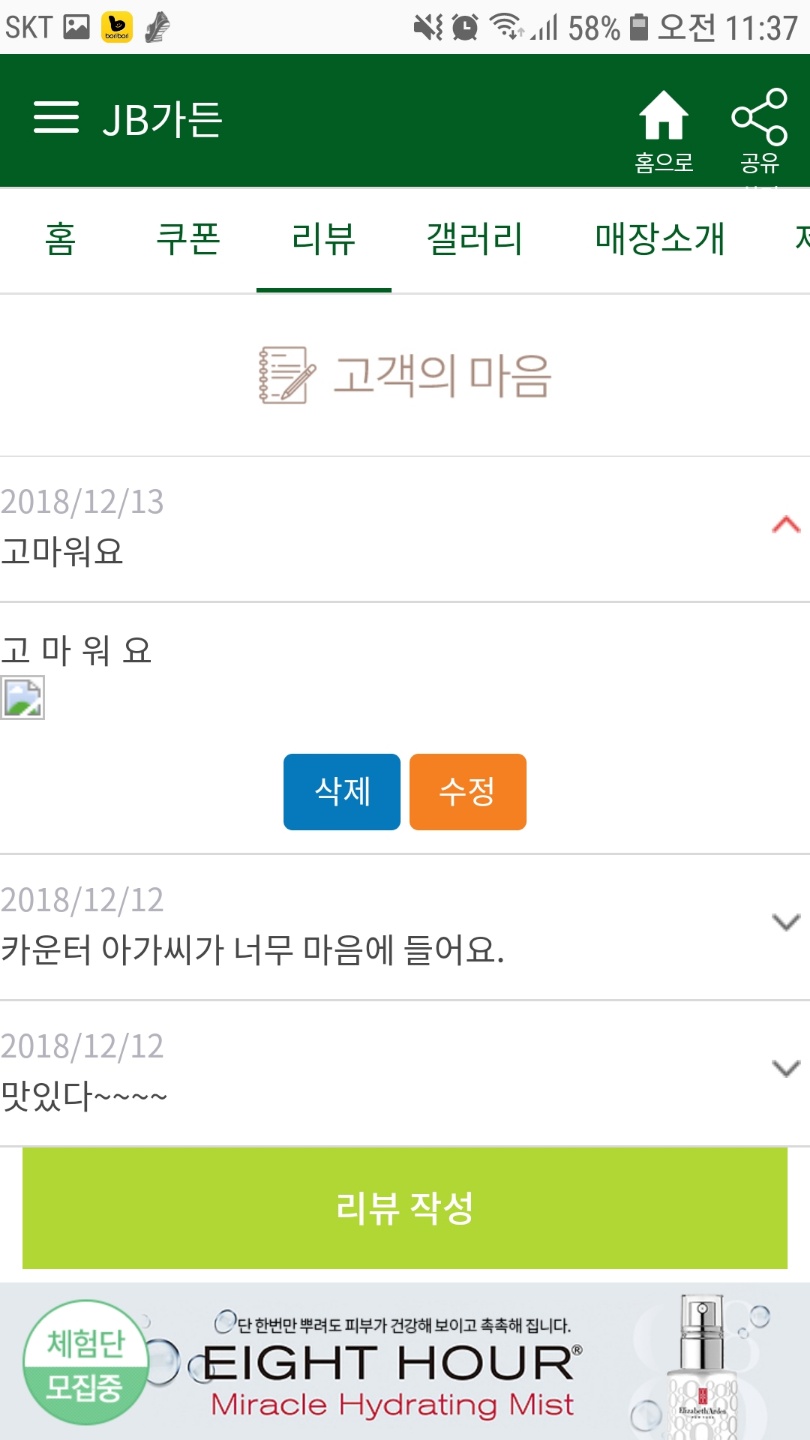 SKT 58% 오전 11:37
JB가든
홈으로 공유
홈 쿠폰 리뷰 갤러리 매장소개
고객의 마음
2018/12/13
고마워요
고 마 워 요
삭제 수정
2018/12/12
카운터 아가씨가 너무 마음에 들어요.
2018/12/12
맛있다~~~~
리뷰 작성
체험단
모집중
단 한번만 뿌려도 피부가 건강해 보이고 촉촉해 집니다.
EIGHT HOUR®
Miracle Hydrating Mist
Elizabeth Arden
NEW YORK